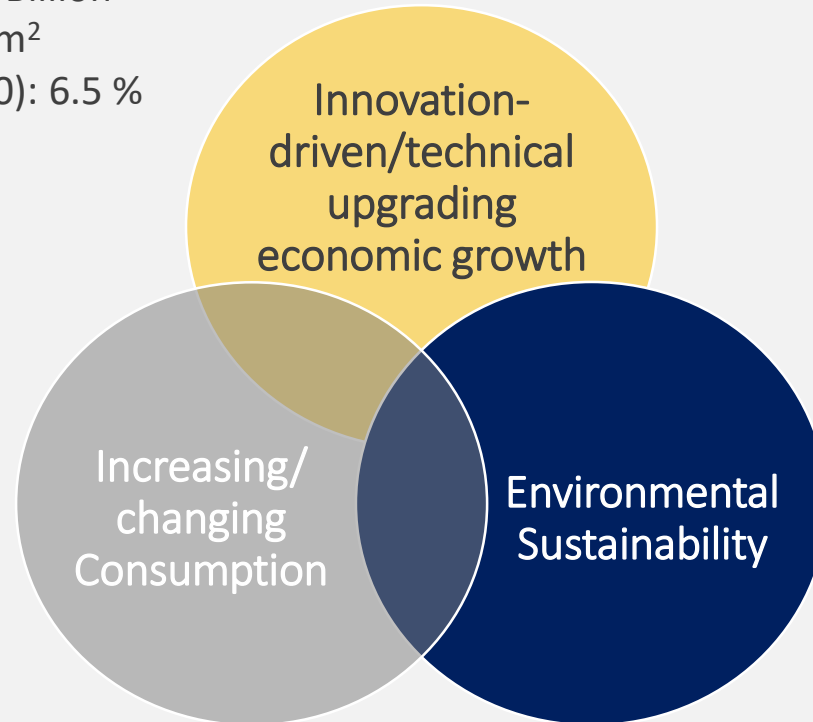 m²
0): 6.5 %
Innovation-
driven/technical
upgrading
economic growth
Increasing/
changing
Consumption
Environmental
Sustainability